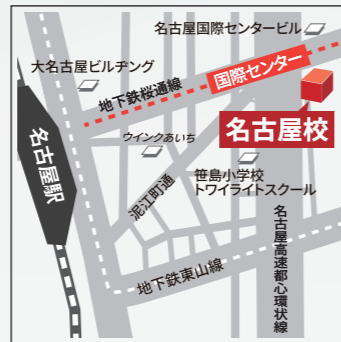 名古屋国際センタービル
大名古屋ビルヂング
国際センター
地下鉄桜通線
名古屋校
ウインクあいち
名古屋駅
笹島小学校
トワイライトスクール
泥江町通
名古屋高速都心環状線
地下鉄東山線